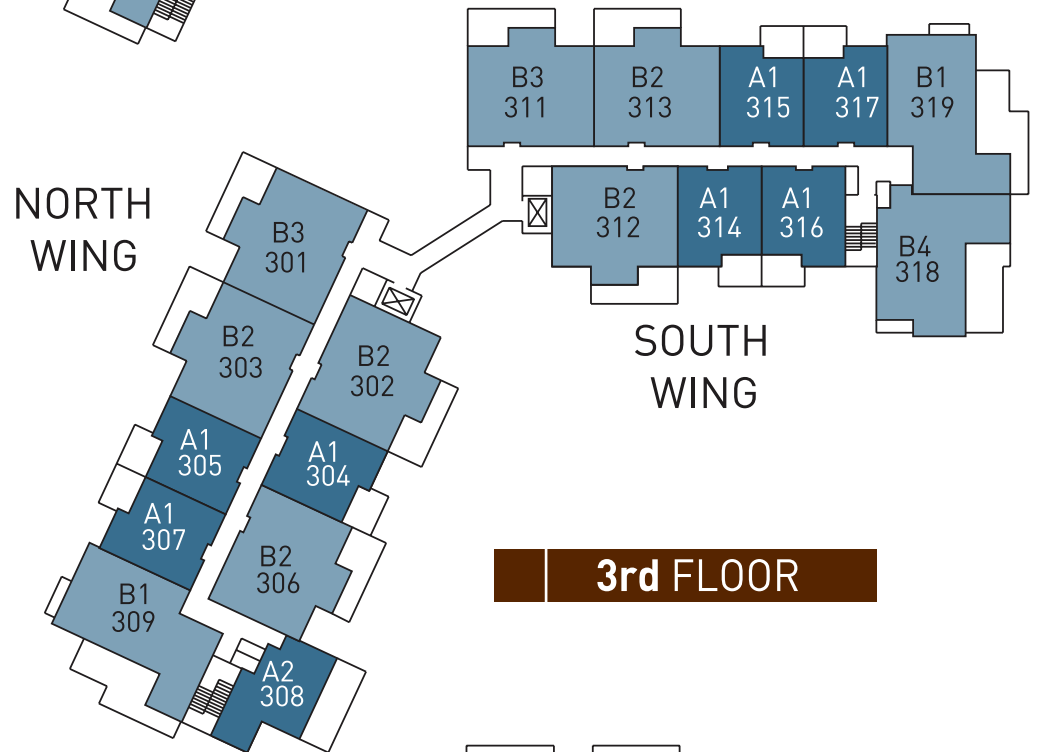 NORTH
WING
B3
301
B2
303
A1
305
A1
307
B1
309
B2
302
A1
304
B2
306
A2
308
B3
311
B2
313
A1
315
A1
317
B1
319
B2
312
A1
314
A1
316
B4
318
SOUTH
WING
3rd FLOOR